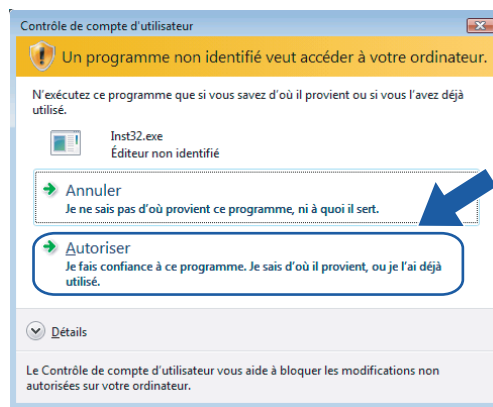 Contrôle de compte d'utilisateur
Un programme non identifié veut accéder à votre ordinateur.
N'exécutez ce programme que si vous savez d'où il provient ou si vous l'avez déjà
utilisé.
Inst32.exe
Éditeur non identifié
Annuler
Je ne sais pas d'où provient ce programme, ni à quoi il sert.
Autoriser
Je fais confiance à ce programme. Je sais d'où il provient, ou je l'ai déjà
utilisé.
Détails
Le Contrôle de compte d'utilisateur vous aide à bloquer les modifications non
autorisées sur votre ordinateur.